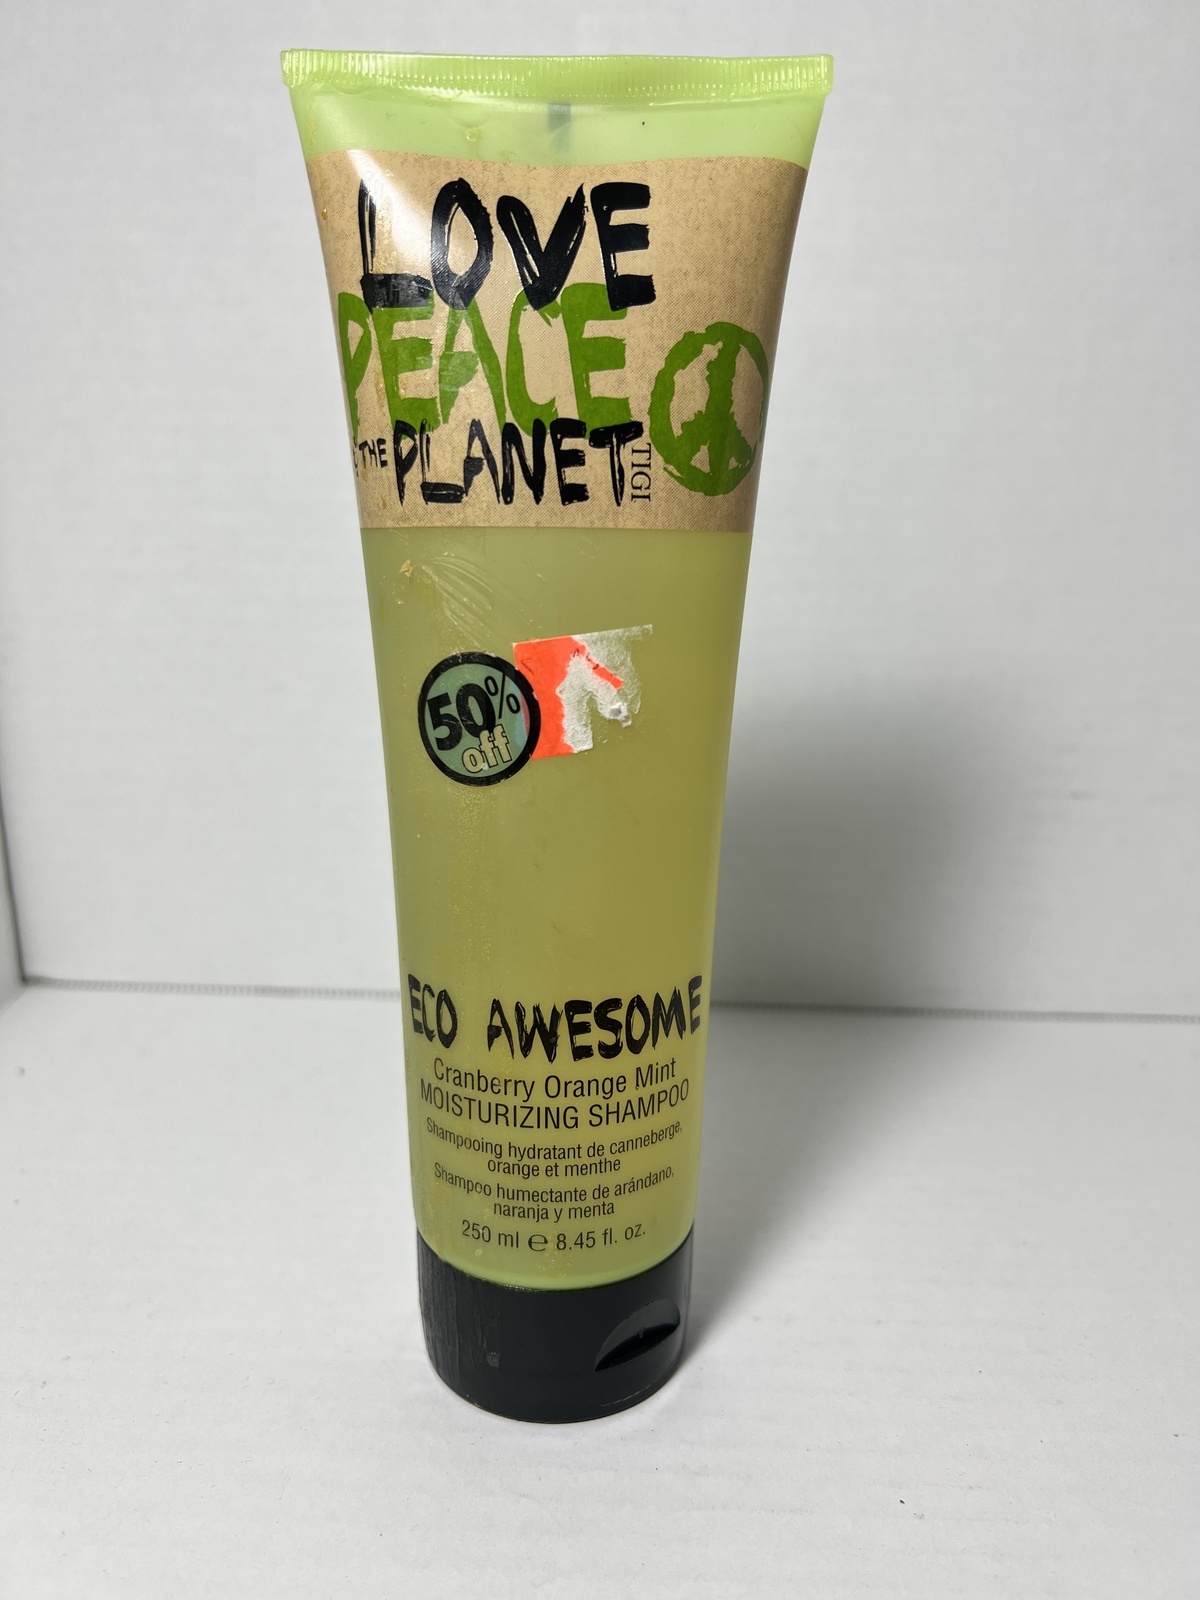 LOVE
PEACE
& THE PLANET
TIGI
50%
off
ECO AWESOME
Cranberry Orange Mint
MOISTURIZING SHAMPOO
Shampooing hydratant de canneberge,
orange et menthe
Shampoo humectante de arándano,
naranja y menta
250 ml ℮ 8.45 fl. oz.